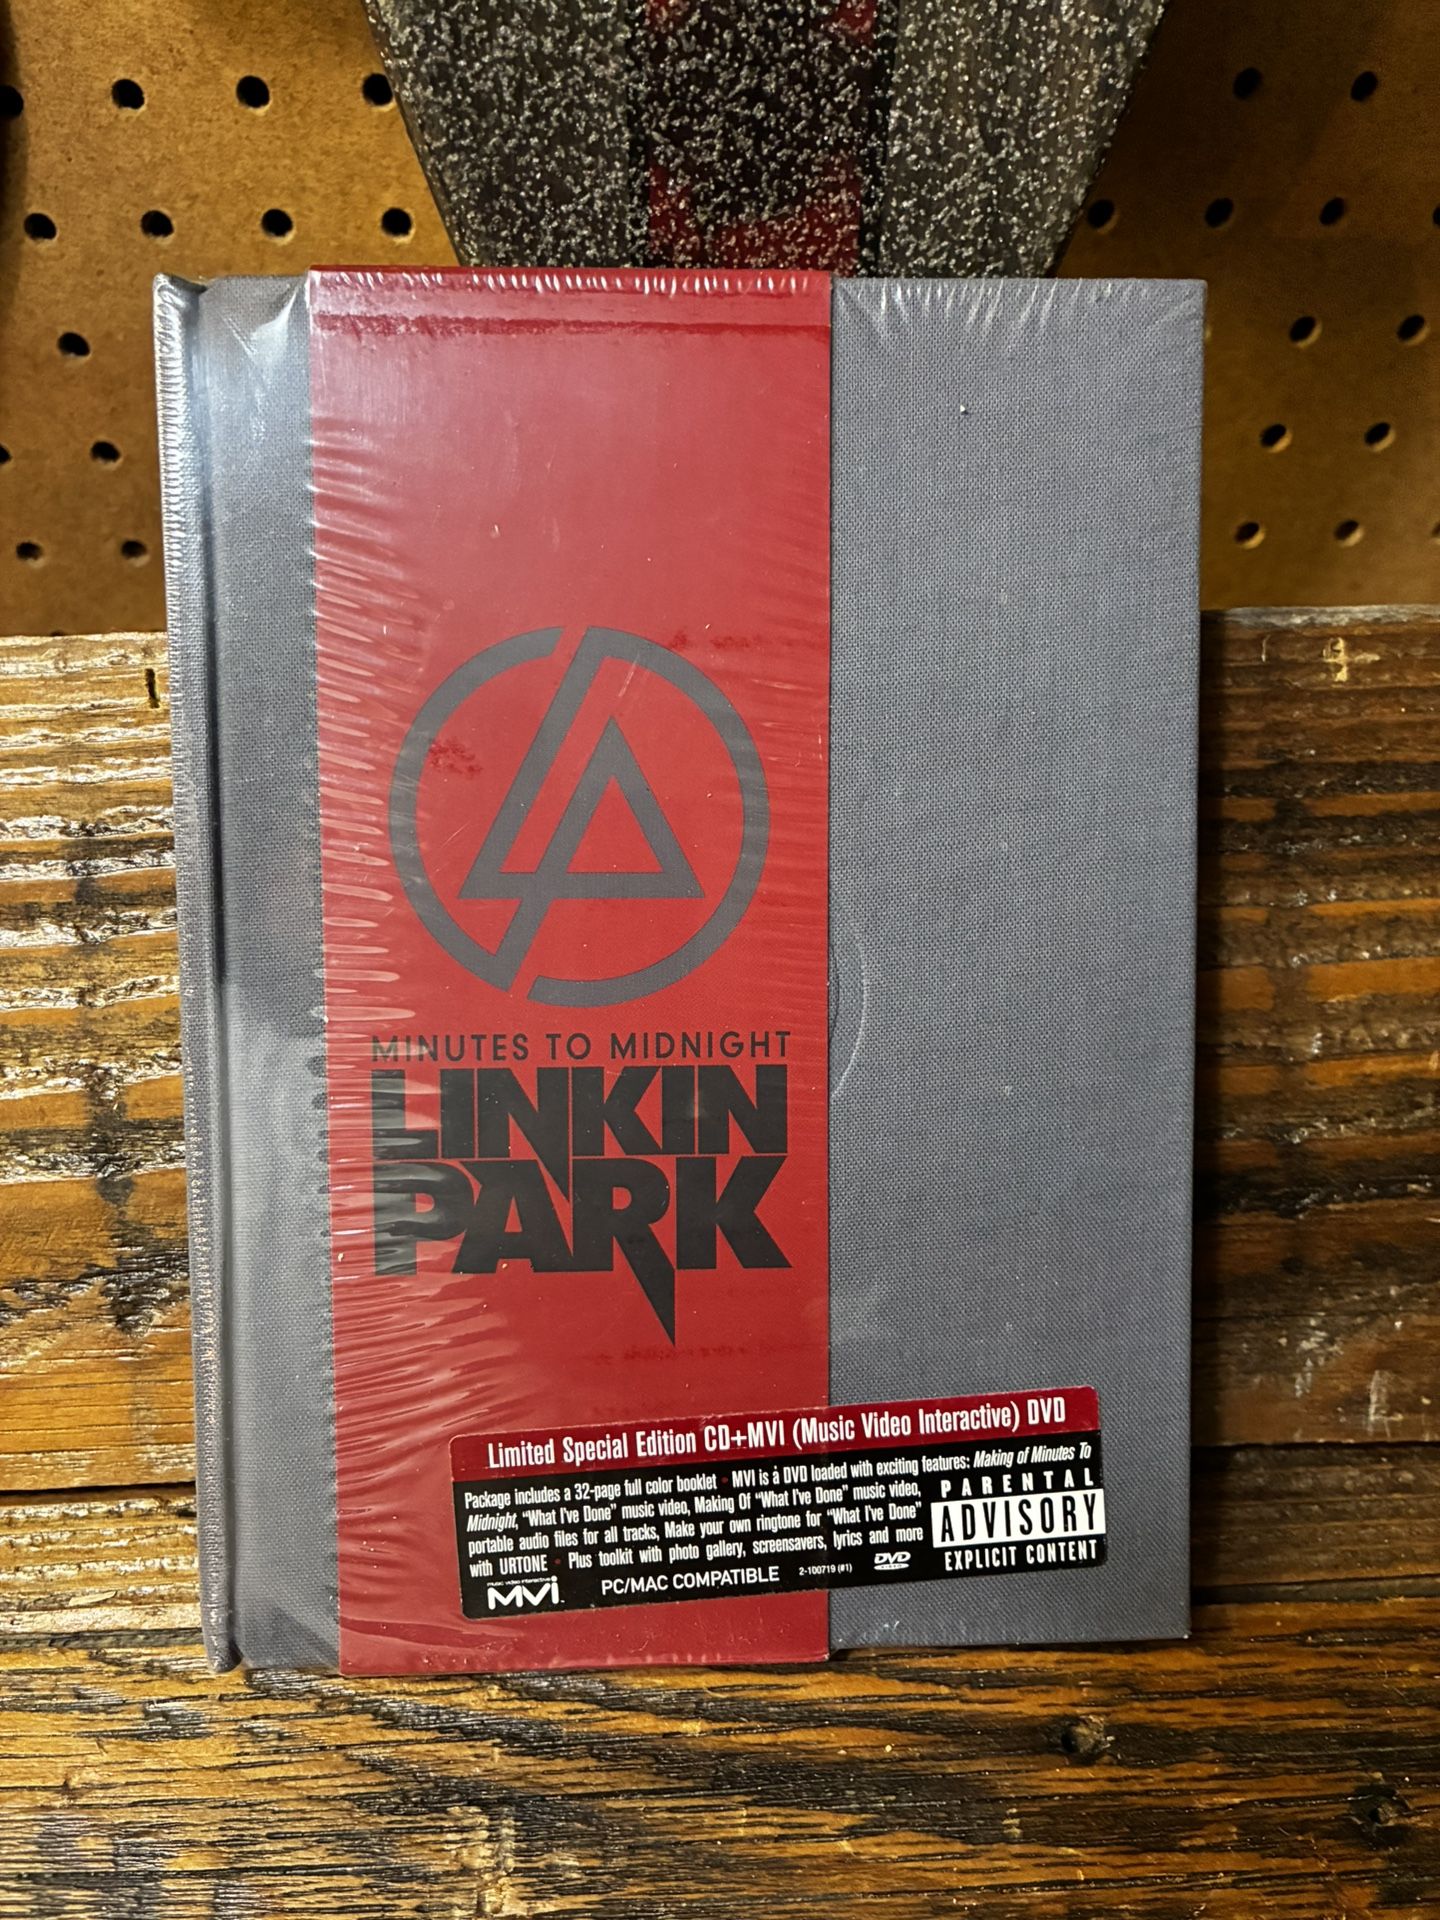 MINUTES TO MIDNIGHT
LINKIN
PARK
Limited Special Edition CD+MVI (Music Video Interactive) DVD
Package includes a 32-page full color booklet • MVI is a DVD loaded with exciting features: Making of Minutes To
Midnight, “What I've Done” music video, Making Of “What I've Done” music video,
portable audio files for all tracks, Make your own ringtone for “What I've Done”
with URTONE • Plus toolkit with photo gallery, screensavers, lyrics and more
PARENTAL
ADVISORY
EXPLICIT CONTENT
music video interactive
MVI
PC/MAC COMPATIBLE
2-100719 (#1)
DVD
VIDEO